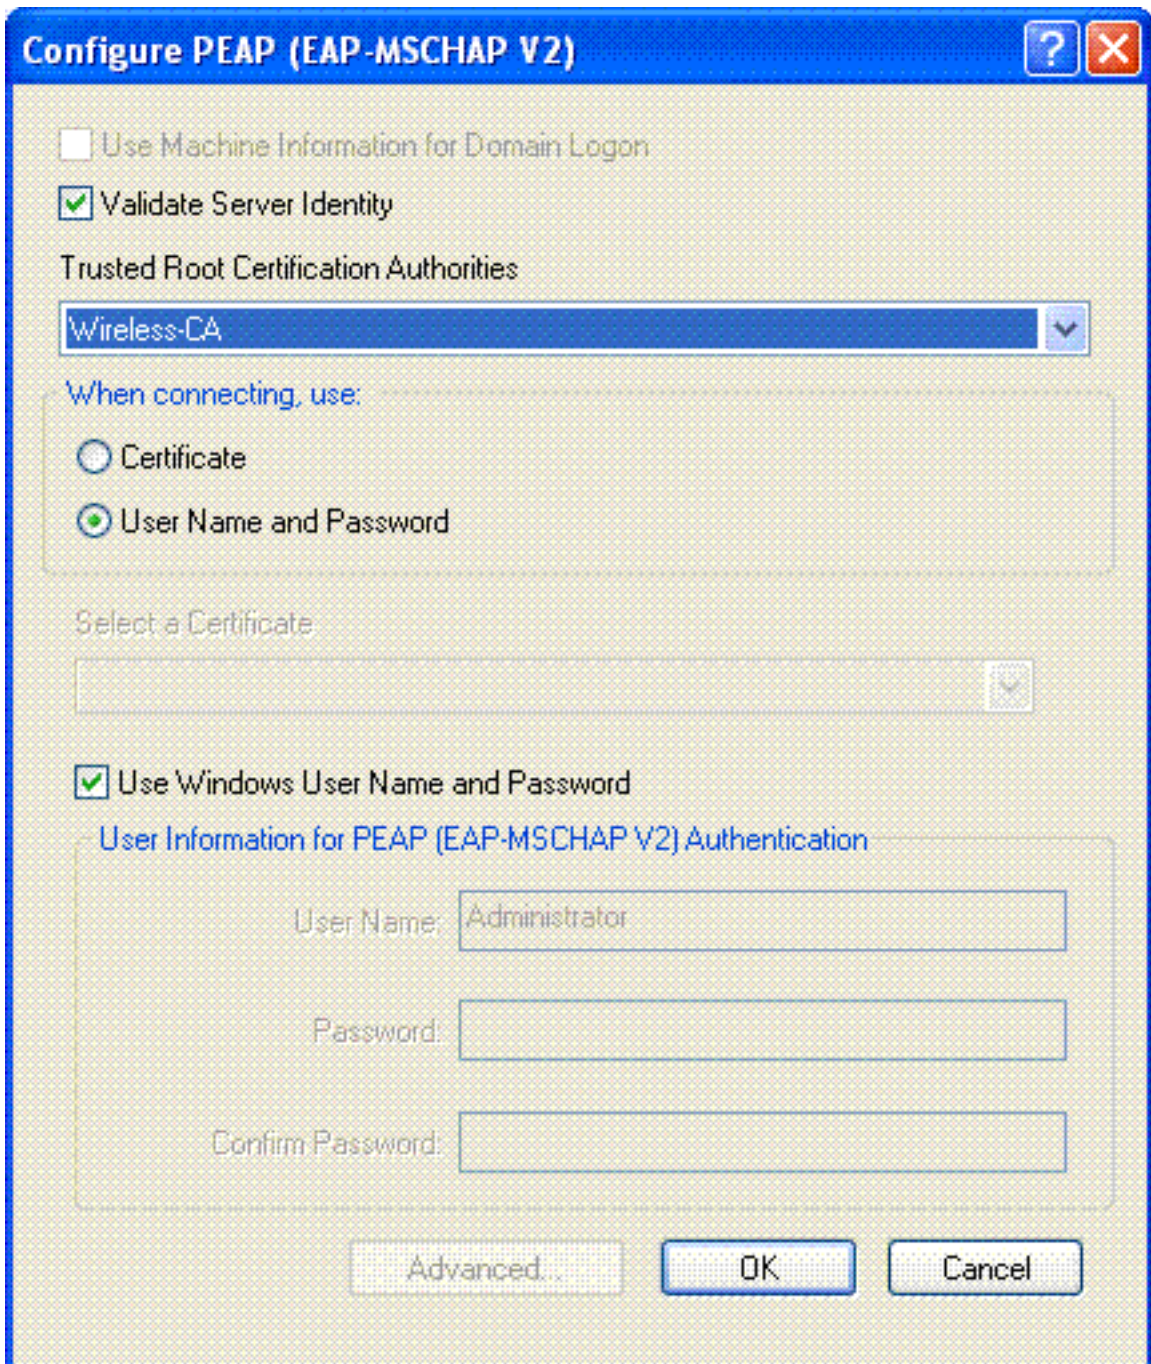 Configure PEAP (EAP-MSCHAP V2)
Use Machine Information for Domain Logon
Validate Server Identity
Trusted Root Certification Authorities
Wireless-CA
When connecting, use:
Certificate
User Name and Password
Select a Certificate
Use Windows User Name and Password
User Information for PEAP (EAP-MSCHAP V2) Authentication
User Name: Administrator
Password:
Confirm Password:
Advanced... OK Cancel